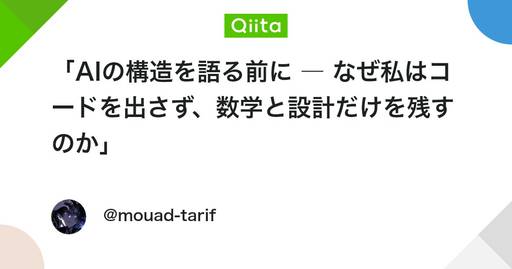 Qiita
「AIの構造を語る前に ― なぜ私はコ
ードを出さず、数学と設計だけを残す
のか」
@mouad-tarif